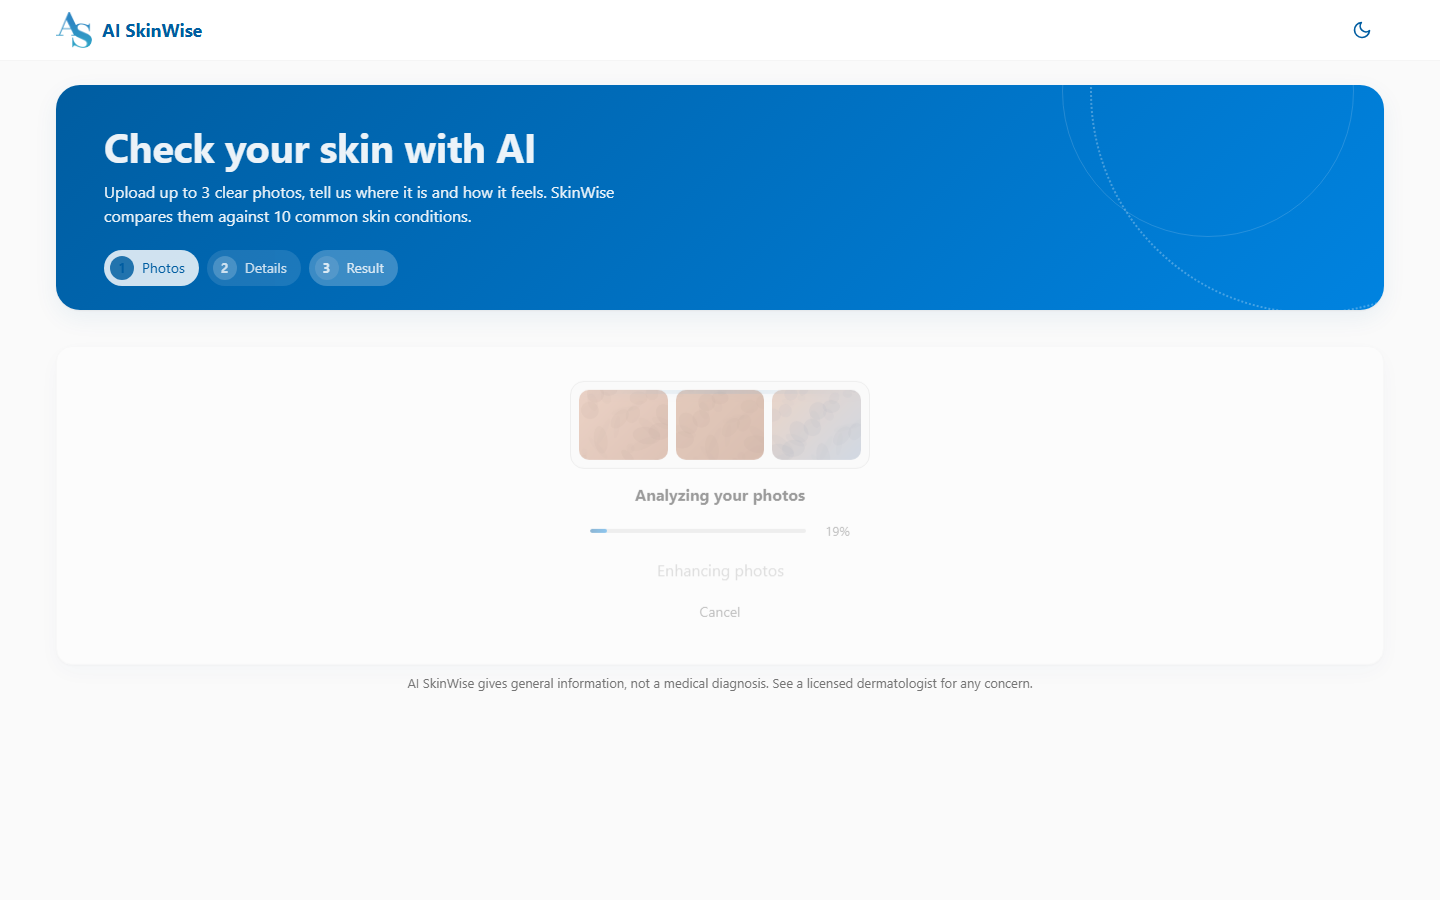 AS AI SkinWise
Check your skin with AI
Upload up to 3 clear photos, tell us where it is and how it feels. SkinWise
compares them against 10 common skin conditions.
1 Photos
2 Details
3 Result
Analyzing your photos
19%
Enhancing photos
Cancel
AI SkinWise gives general information, not a medical diagnosis. See a licensed dermatologist for any concern.